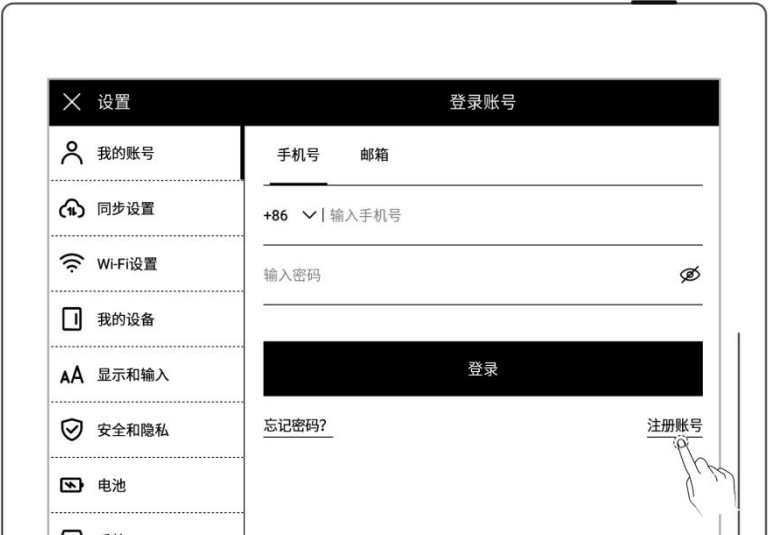 设置
登录账号
我的账号
同步设置
Wi-Fi设置
我的设备
显示和输入
安全和隐私
电池
手机号 邮箱
+86 输入手机号
输入密码
登录
忘记密码？ 注册账号